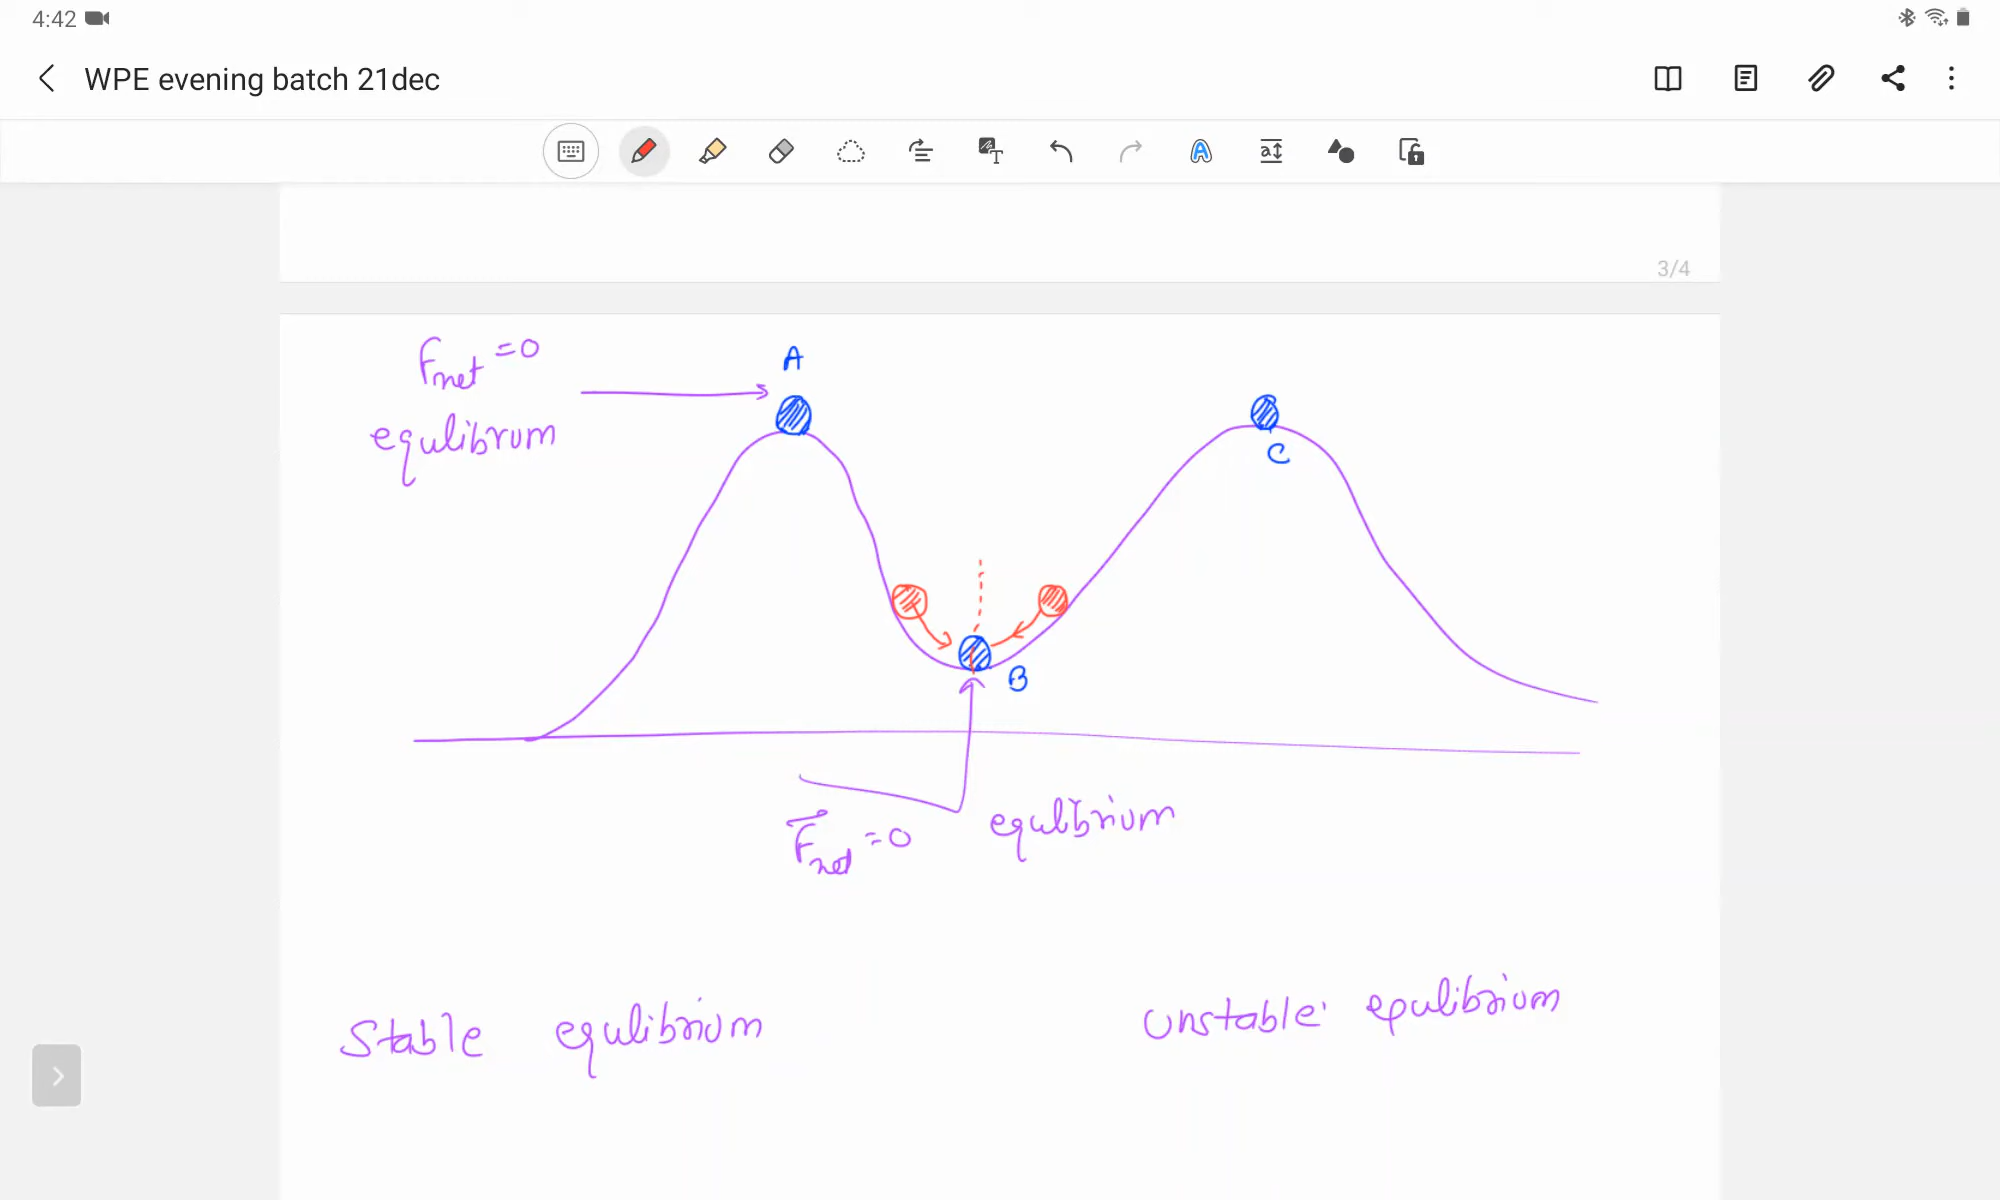 4:42
WPE evening batch 21dec
3/4
Fnet =0
equlibrum
A
C
B
Fnet =0 equlibrium
Stable equlibrium
unstable equlibrium